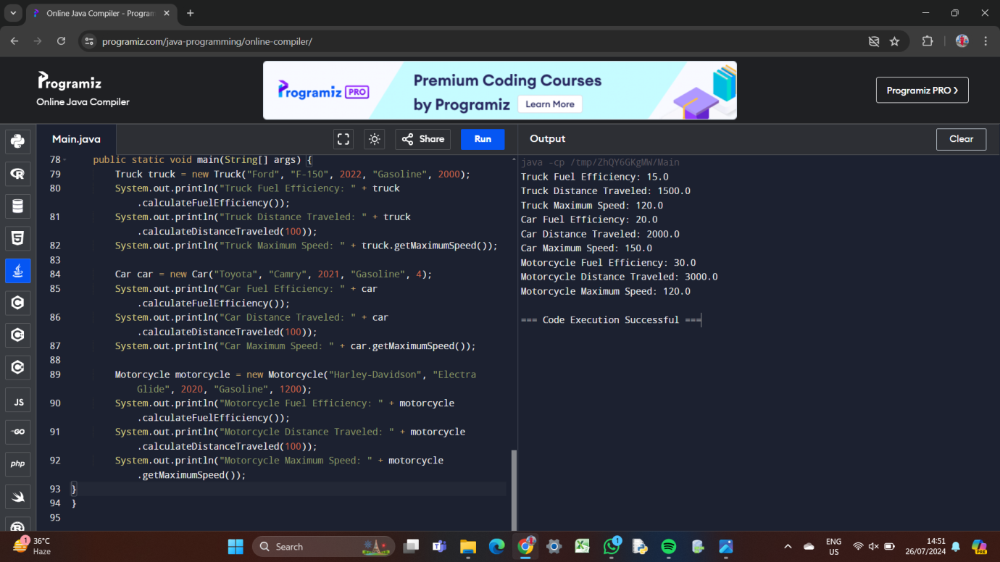 Online Java Compiler - Program
programiz.com/java-programming/online-compiler/
Programiz
Online Java Compiler
Programiz PRO
Premium Coding Courses
by Programiz
Learn More
Programiz PRO >
Main.java
Share
Run
Output
Clear
78 public static void main(String[] args) {
79 Truck truck = new Truck("Ford", "F-150", 2022, "Gasoline", 2000);
80 System.out.println("Truck Fuel Efficiency: " + truck
.calculateFuelEfficiency());
81 System.out.println("Truck Distance Traveled: " + truck
.calculateDistanceTraveled(100));
82 System.out.println("Truck Maximum Speed: " + truck.getMaximumSpeed());
83
84 Car car = new Car("Toyota", "Camry", 2021, "Gasoline", 4);
85 System.out.println("Car Fuel Efficiency: " + car
.calculateFuelEfficiency());
86 System.out.println("Car Distance Traveled: " + car
.calculateDistanceTraveled(100));
87 System.out.println("Car Maximum Speed: " + car.getMaximumSpeed());
88
89 Motorcycle motorcycle = new Motorcycle("Harley-Davidson", "Electra
Glide", 2020, "Gasoline", 1200);
90 System.out.println("Motorcycle Fuel Efficiency: " + motorcycle
.calculateFuelEfficiency());
91 System.out.println("Motorcycle Distance Traveled: " + motorcycle
.calculateDistanceTraveled(100));
92 System.out.println("Motorcycle Maximum Speed: " + motorcycle
.getMaximumSpeed());
93 }
94 }
95
java -cp /tmp/ZhQY6GKgMW/Main
Truck Fuel Efficiency: 15.0
Truck Distance Traveled: 1500.0
Truck Maximum Speed: 120.0
Car Fuel Efficiency: 20.0
Car Distance Traveled: 2000.0
Car Maximum Speed: 150.0
Motorcycle Fuel Efficiency: 30.0
Motorcycle Distance Traveled: 3000.0
Motorcycle Maximum Speed: 120.0
=== Code Execution Successful ===
R
5
C
C
C
JS
GO
php
1
36°C
Haze
Search
1
1
ENG
US
14:51
26/07/2024
PRE